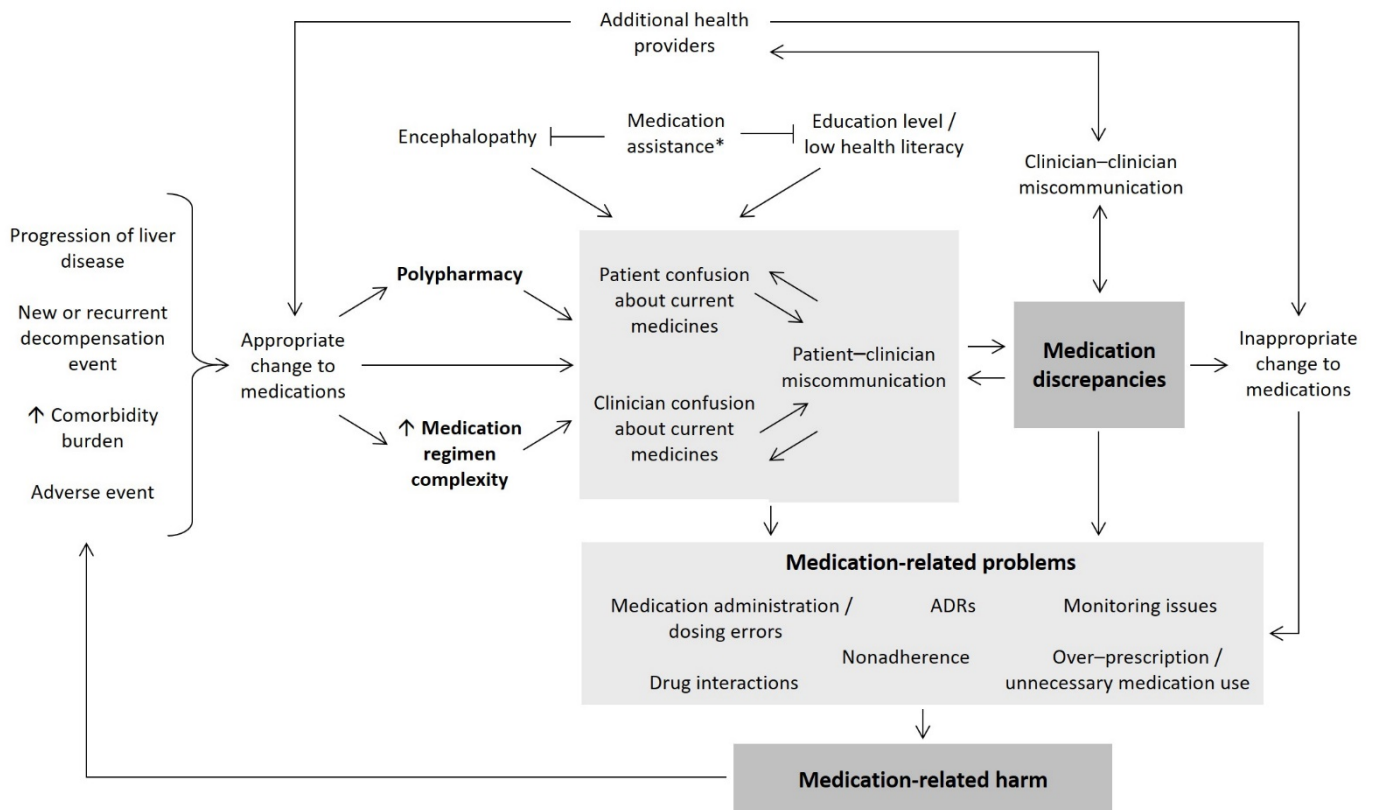 Additional health
providers
Encephalopathy
Medication
assistance*
Education level /
low health literacy
Clinician–clinician
miscommunication
Progression of liver
disease
New or recurrent
decompensation
event
↑ Comorbidity
burden
Adverse event
Appropriate
change to
medications
Polypharmacy
↑ Medication
regimen
complexity
Patient confusion
about current
medicines
Patient–clinician
miscommunication
Clinician confusion
about current
medicines
Medication
discrepancies
Inappropriate
change to
medications
Medication-related problems
Medication administration /
dosing errors
ADRs
Monitoring issues
Nonadherence
Drug interactions
Over–prescription /
unnecessary medication use
Medication-related harm